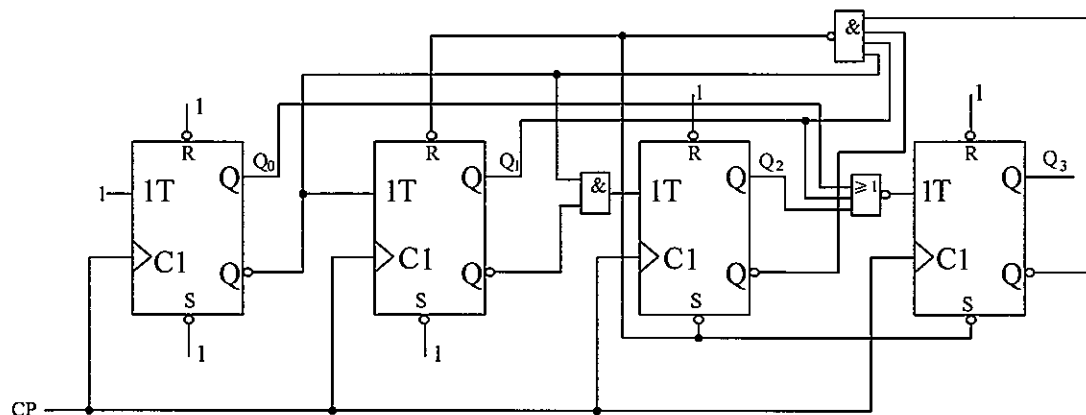 &
1 1 1
R R R R
Q₀ Q₁ Q₂ Q₃
Q Q Q Q
1 1T 1T & 1T ≥1 1T
C1 C1 C1 C1
Q Q Q Q
S S S S
1 1
CP